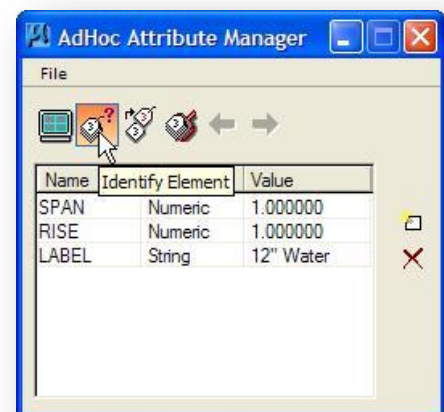 AdHoc Attribute Manager
File
Identify Element
Name Value
SPAN Numeric 1.000000
RISE Numeric 1.000000
LABEL String 12" Water